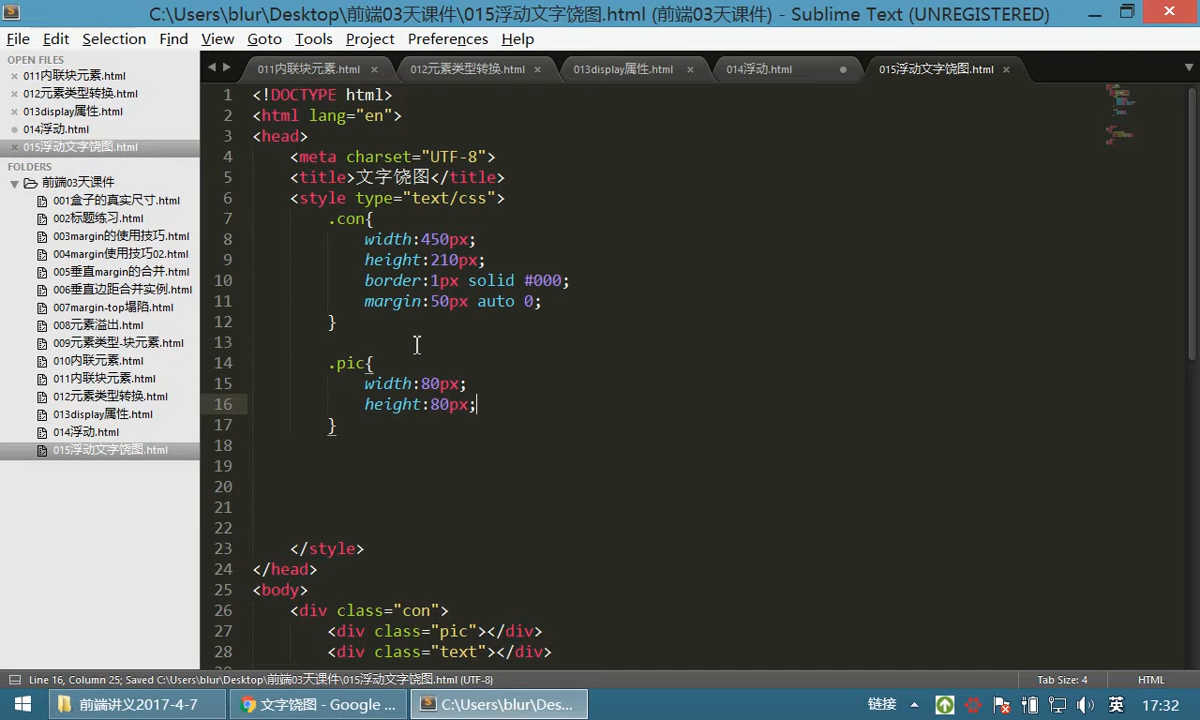 C:\Users\blur\Desktop\前端03天课件\015浮动文字饶图.html (前端03天课件) - Sublime Text (UNREGISTERED)
File Edit Selection Find View Goto Tools Project Preferences Help
OPEN FILES
011内联块元素.html
012元素类型转换.html
013display属性.html
014浮动.html
015浮动文字饶图.html
FOLDERS
前端03天课件
001盒子的真实尺寸.html
002标题练习.html
003margin的使用技巧.html
004margin使用技巧02.html
005垂直margin的合并.html
006垂直边距合并实例.html
007margin-top塌陷.html
008元素溢出.html
009元素类型-块元素.html
010内联元素.html
011内联块元素.html
012元素类型转换.html
013display属性.html
014浮动.html
015浮动文字饶图.html
011内联块元素.html 012元素类型转换.html 013display属性.html 014浮动.html 015浮动文字饶图.html
1 <!DOCTYPE html>
2 <html lang="en">
3 <head>
4 <meta charset="UTF-8">
5 <title>文字饶图</title>
6 <style type="text/css">
7 .con{
8 width:450px;
9 height:210px;
10 border:1px solid #000;
11 margin:50px auto 0;
12 }
13
14 .pic{
15 width:80px;
16 height:80px;
17 }
18
19
20
21
22
23 </style>
24 </head>
25 <body>
26 <div class="con">
27 <div class="pic"></div>
28 <div class="text"></div>
Line 16, Column 25; Saved C:\Users\blur\Desktop\前端03天课件\015浮动文字饶图.html (UTF-8) Tab Size: 4 HTML
前端讲义2017-4-7 文字饶图 - Google ... C:\Users\blur\Des... 链接 英 17:32